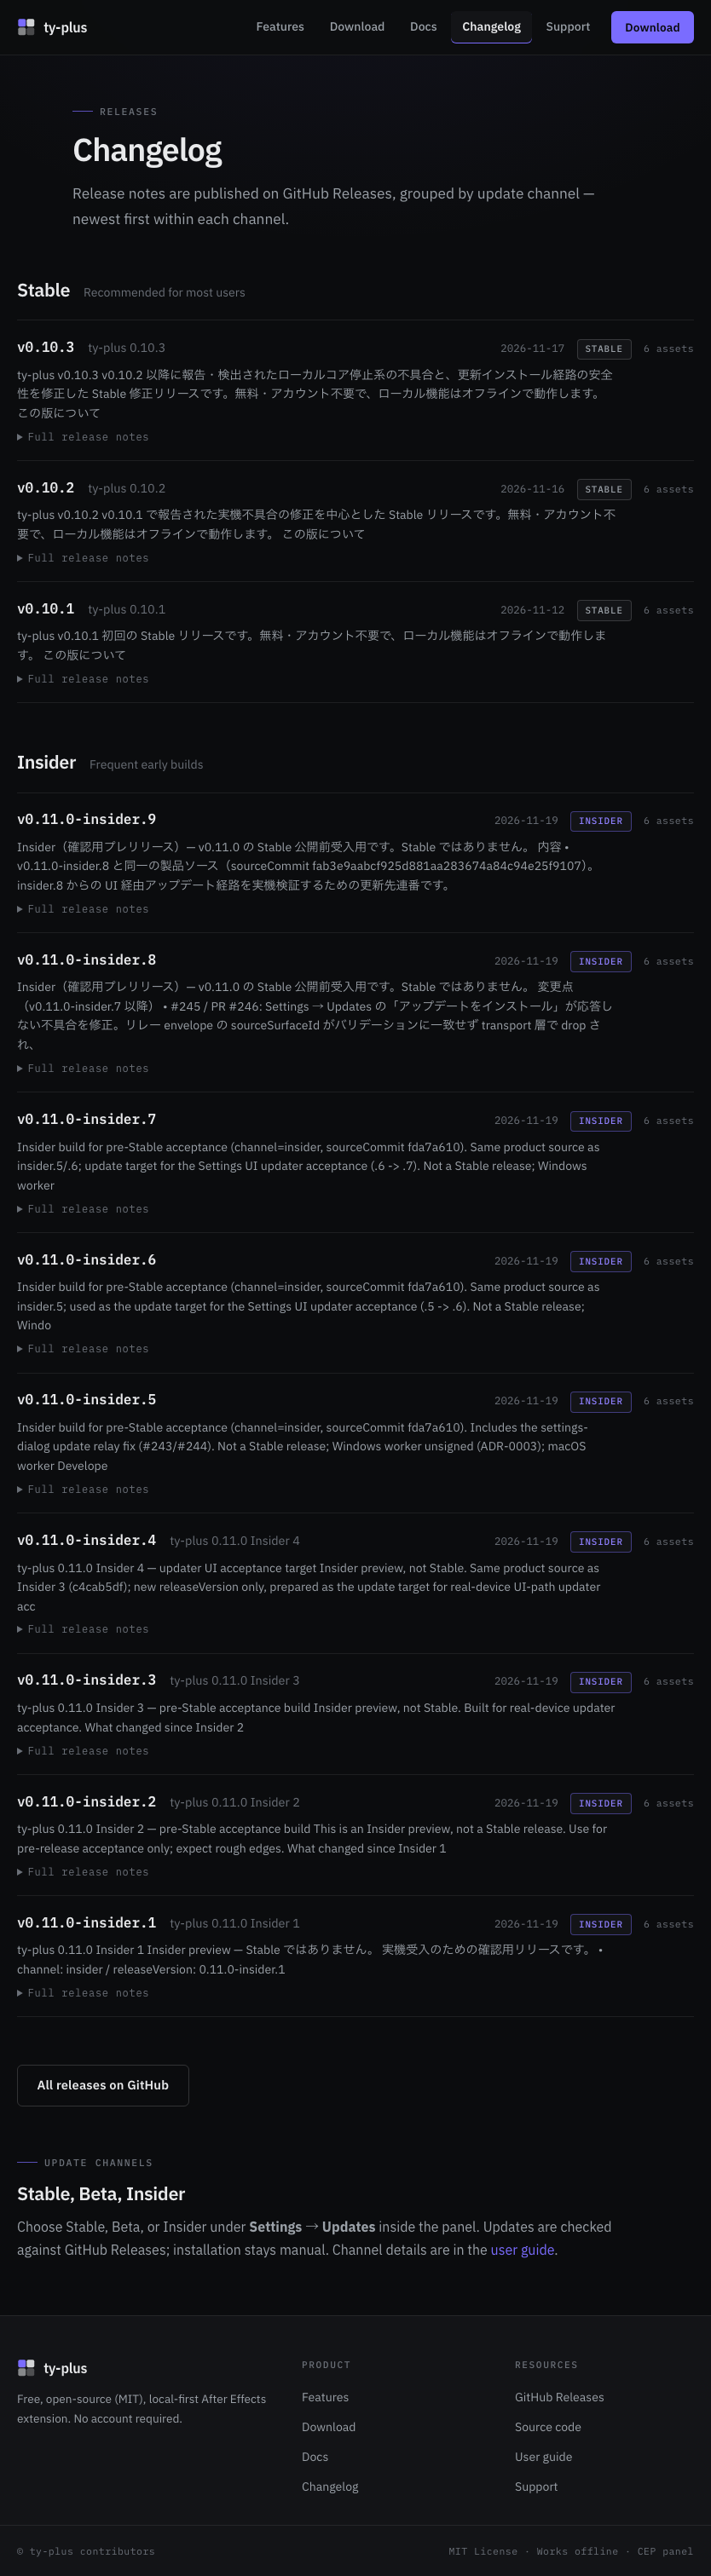 ty-plus
Features
Download
Docs
Changelog
Support
Download
RELEASES
Changelog
Release notes are published on GitHub Releases, grouped by update channel —
newest first within each channel.
Stable Recommended for most users
v0.10.3 ty-plus 0.10.3 2026-11-17 STABLE 6 assets
ty-plus v0.10.3 v0.10.2 以降に報告・検出されたローカルコア停止系の不具合と、更新インストール経路の安全
性を修正した Stable 修正リリースです。無料・アカウント不要で、ローカル機能はオフラインで動作します。
この版について
Full release notes
v0.10.2 ty-plus 0.10.2 2026-11-16 STABLE 6 assets
ty-plus v0.10.2 v0.10.1 で報告された実機不具合の修正を中心とした Stable リリースです。無料・アカウント不
要で、ローカル機能はオフラインで動作します。 この版について
Full release notes
v0.10.1 ty-plus 0.10.1 2026-11-12 STABLE 6 assets
ty-plus v0.10.1 初回の Stable リリースです。無料・アカウント不要で、ローカル機能はオフラインで動作しま
す。 この版について
Full release notes
Insider Frequent early builds
v0.11.0-insider.9 2026-11-19 INSIDER 6 assets
Insider（確認用プレリリース）— v0.11.0 の Stable 公開前受入用です。Stable ではありません。 内容 •
v0.11.0-insider.8 と同一の製品ソース（sourceCommit fab3e9aabcf925d881aa283674a84c94e25f9107）。
insider.8 からの UI 経由アップデート経路を実機検証するための更新先連番です。
Full release notes
v0.11.0-insider.8 2026-11-19 INSIDER 6 assets
Insider（確認用プレリリース）— v0.11.0 の Stable 公開前受入用です。Stable ではありません。 変更点
（v0.11.0-insider.7 以降） • #245 / PR #246: Settings → Updates の「アップデートをインストール」が応答し
ない不具合を修正。リレー envelope の sourceSurfaceId がバリデーションに一致せず transport 層で drop さ
れ、
Full release notes
v0.11.0-insider.7 2026-11-19 INSIDER 6 assets
Insider build for pre-Stable acceptance (channel=insider, sourceCommit fda7a610). Same product source as
insider.5/.6; update target for the Settings UI updater acceptance (.6 -> .7). Not a Stable release; Windows
worker
Full release notes
v0.11.0-insider.6 2026-11-19 INSIDER 6 assets
Insider build for pre-Stable acceptance (channel=insider, sourceCommit fda7a610). Same product source as
insider.5; used as the update target for the Settings UI updater acceptance (.5 -> .6). Not a Stable release;
Windo
Full release notes
v0.11.0-insider.5 2026-11-19 INSIDER 6 assets
Insider build for pre-Stable acceptance (channel=insider, sourceCommit fda7a610). Includes the settings-
dialog update relay fix (#243/#244). Not a Stable release; Windows worker unsigned (ADR-0003); macOS
worker Develope
Full release notes
v0.11.0-insider.4 ty-plus 0.11.0 Insider 4 2026-11-19 INSIDER 6 assets
ty-plus 0.11.0 Insider 4 — updater UI acceptance target Insider preview, not Stable. Same product source as
Insider 3 (c4cab5df); new releaseVersion only, prepared as the update target for real-device UI-path updater
acc
Full release notes
v0.11.0-insider.3 ty-plus 0.11.0 Insider 3 2026-11-19 INSIDER 6 assets
ty-plus 0.11.0 Insider 3 — pre-Stable acceptance build Insider preview, not Stable. Built for real-device updater
acceptance. What changed since Insider 2
Full release notes
v0.11.0-insider.2 ty-plus 0.11.0 Insider 2 2026-11-19 INSIDER 6 assets
ty-plus 0.11.0 Insider 2 — pre-Stable acceptance build This is an Insider preview, not a Stable release. Use for
pre-release acceptance only; expect rough edges. What changed since Insider 1
Full release notes
v0.11.0-insider.1 ty-plus 0.11.0 Insider 1 2026-11-19 INSIDER 6 assets
ty-plus 0.11.0 Insider 1 Insider preview — Stable ではありません。 実機受入のための確認用リリースです。 •
channel: insider / releaseVersion: 0.11.0-insider.1
Full release notes
All releases on GitHub
UPDATE CHANNELS
Stable, Beta, Insider
Choose Stable, Beta, or Insider under Settings → Updates inside the panel. Updates are checked
against GitHub Releases; installation stays manual. Channel details are in the user guide.
ty-plus
Free, open-source (MIT), local-first After Effects
extension. No account required.
PRODUCT
Features
Download
Docs
Changelog
RESOURCES
GitHub Releases
Source code
User guide
Support
© ty-plus contributors
MIT License · Works offline · CEP panel